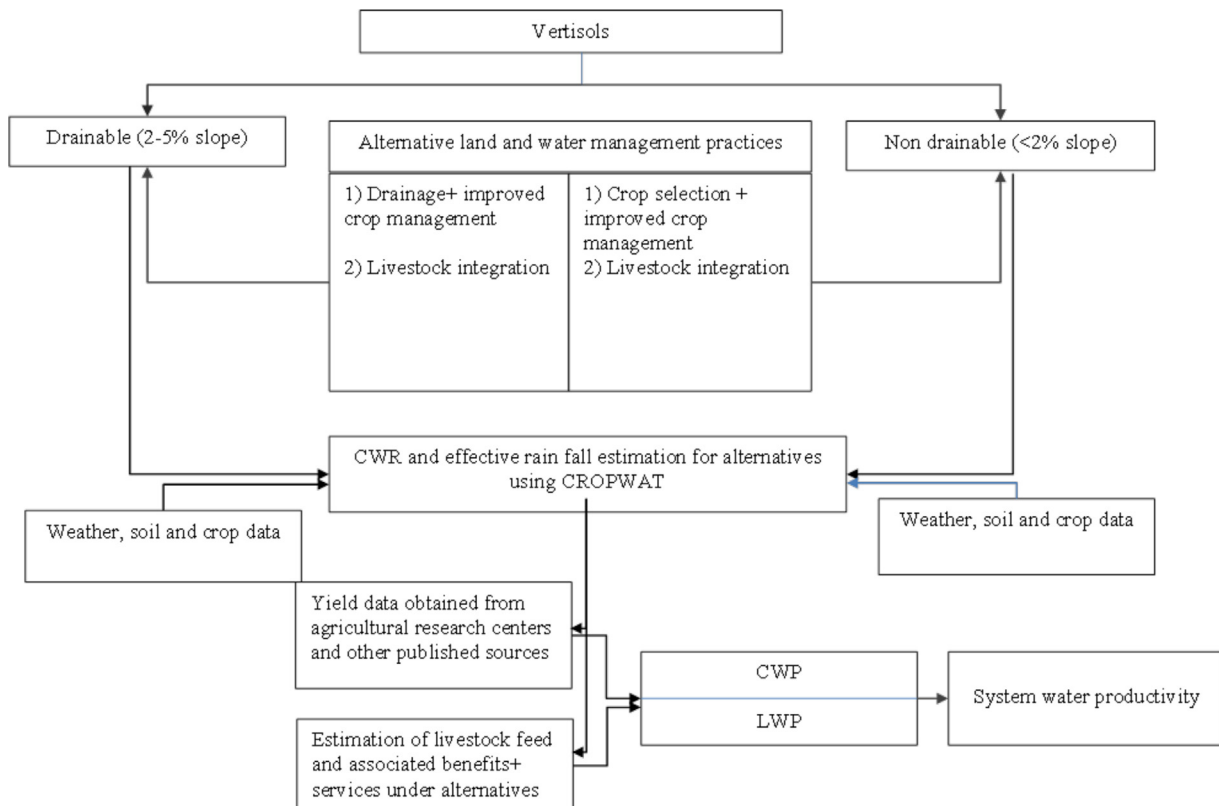 Vertisols
Drainable (2-5% slope)
Alternative land and water management practices
Non drainable (<2% slope)
1) Drainage+ improved
crop management
2) Livestock integration
1) Crop selection +
improved crop
management
2) Livestock integration
CWR and effective rain fall estimation for alternatives
using CROPWAT
Weather, soil and crop data
Weather, soil and crop data
Yield data obtained from
agricultural research centers
and other published sources
CWP
LWP
System water productivity
Estimation of livestock feed
and associated benefits+
services under alternatives